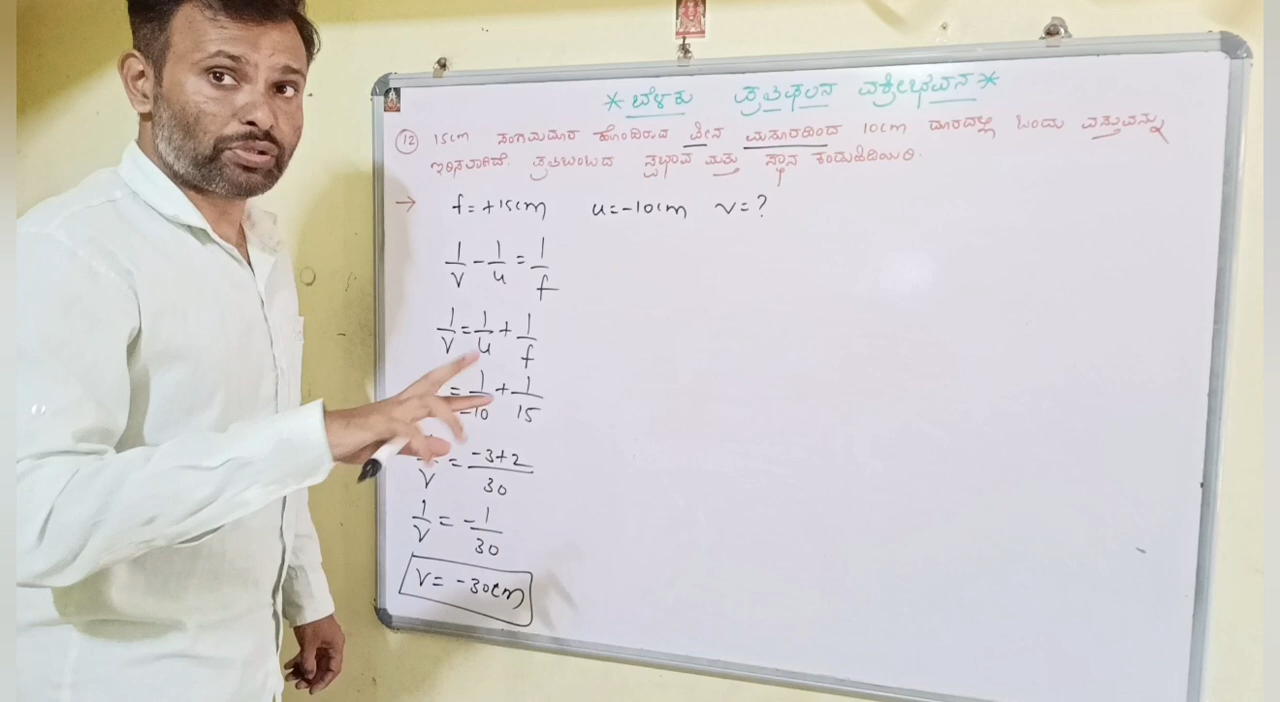 * ಬೆಳಕು ಪ್ರತಿಫಲನ ವಕ್ರೀಭವನ *
12) 15cm ಸಂಗಮದೂರ ಹೊಂದಿರುವ ಪೀನ ಮಸೂರದಿಂದ 10cm ದೂರದಲ್ಲಿ ಒಂದು ವಸ್ತುವನ್ನು
ಇರಿಸಲಾಗಿದೆ. ಪ್ರತಿಬಿಂಬದ ಸ್ವಭಾವ ಮತ್ತು ಸ್ಥಾನ ಕಂಡುಹಿಡಿಯಿರಿ.
→ f = +15cm u = -10cm v = ?
1/v - 1/u = 1/f
1/v = 1/u + 1/f
= 1/-10 + 1/15
1/v = -3+2/30
1/v = -1/30
v = -30cm